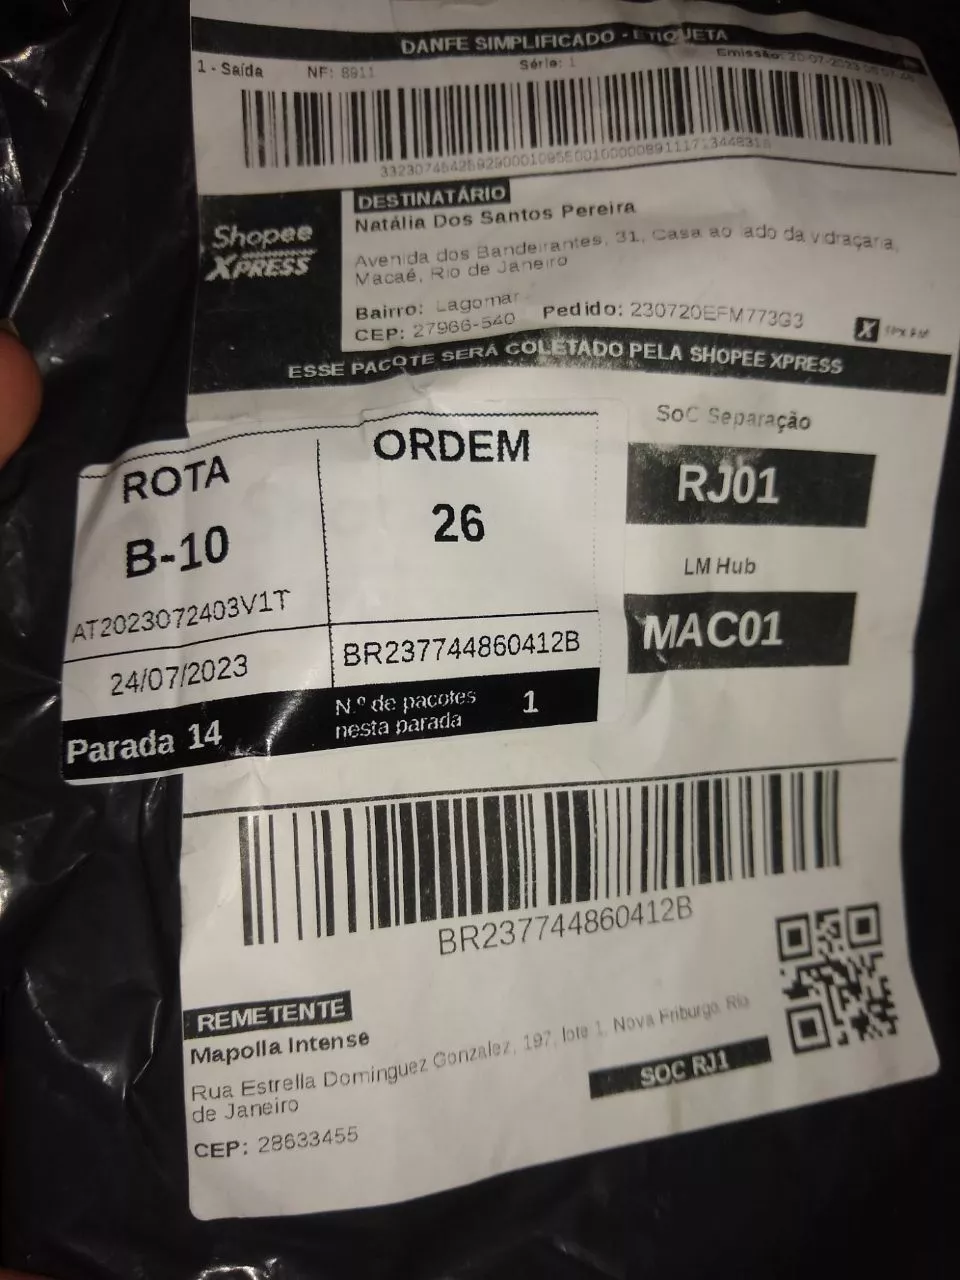 DANFE SIMPLIFICADO - ETIQUETA
1 - Saída NF: 8911 Série: 1 Emissão: 20-07-2023
DESTINATÁRIO
Natália Dos Santos Pereira
Shopee
XPRESS
Avenida dos Bandeirantes, 31, Casa ao lado da vidraçaria,
Macaé, Rio de Janeiro
Bairro: Lagomar
CEP: 27966-540 Pedido: 230720EFM773G3
X
ESSE PACOTE SERÁ COLETADO PELA SHOPEE XPRESS
SoC Separação
RJ01
LM Hub
MAC01
ROTA
B-10
AT2023072403V1T
24/07/2023
ORDEM
26
BR237744860412B
Parada 14
N.º de pacotes
nesta parada 1
BR237744860412B
REMETENTE
Mapolla Intense
Rua Estrella Dominguez Gonzalez, 197, lote 1, Nova Friburgo, Rio
de Janeiro
CEP: 28633455
SOC RJ1